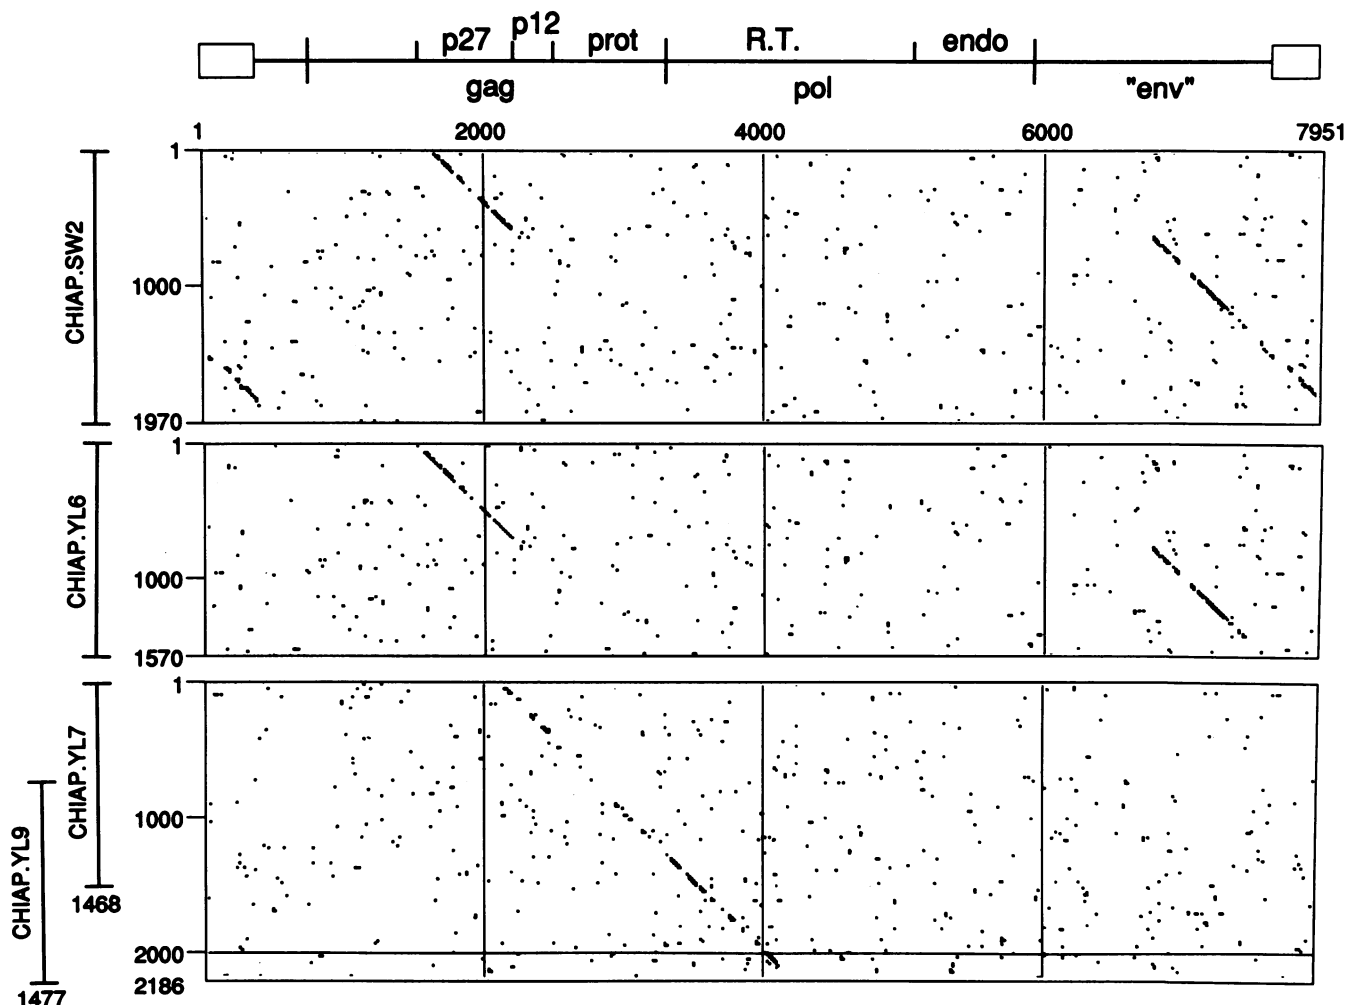 p27 p12 prot R.T. endo
gag pol "env"
1 2000 4000 6000 7951
CHIAP.SW2
1
1000
1970
CHIAP.YL6
1
1000
1570
CHIAP.YL9
1477
CHIAP.YL7
1468
1
1000
2000
2186